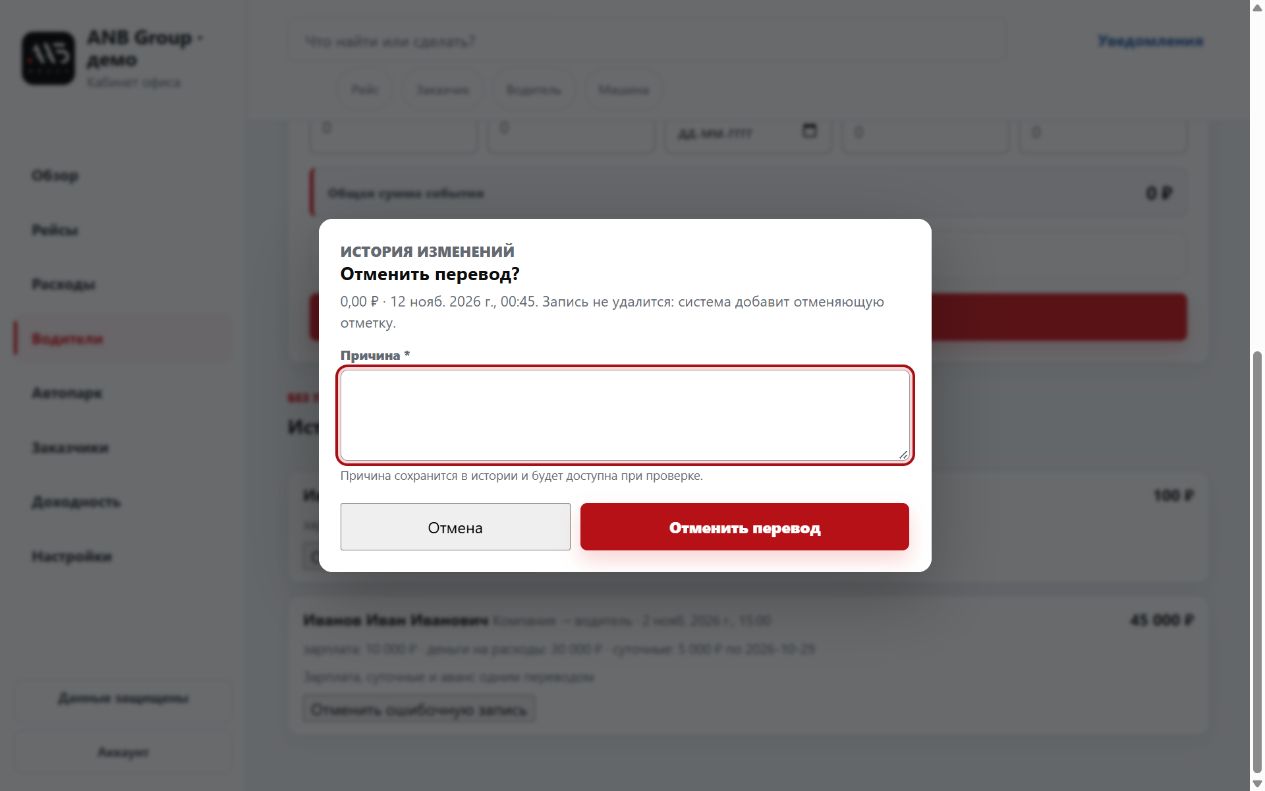 ANB Group ·
демо
Кабинет офиса
Что найти или сделать?
Уведомления
Рейс
Заказчик
Водитель
Машина
Обзор
Рейсы
Расходы
Водители
Автопарк
Заказчики
Доходность
Настройки
Данные защищены
Аккаунт
0
0
дд.мм.гггг
0
0
Общая сумма события
0 ₽
ИСТОРИЯ ИЗМЕНЕНИЙ
Отменить перевод?
0,00 ₽ · 12 нояб. 2026 г., 00:45. Запись не удалится: система добавит отменяющую
отметку.
Причина *
Причина сохранится в истории и будет доступна при проверке.
Отмена
Отменить перевод
100 ₽
Иванов Иван Иванович Компания → водитель · 2 нояб. 2026 г., 15:00
45 000 ₽
зарплата: 10 000 ₽ · деньги на расходы: 30 000 ₽ · суточные: 5 000 ₽ по 2026-10-29
Зарплата, суточные и аванс одним переводом
Отменить ошибочную запись